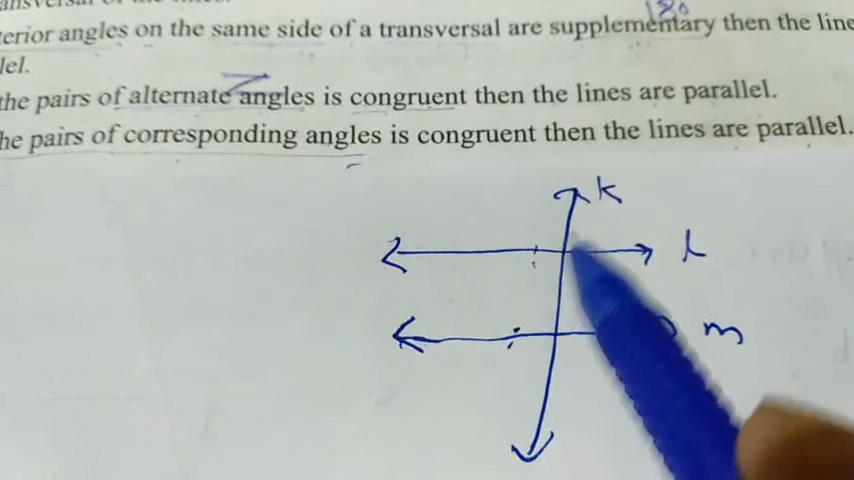 180
terior angles on the same side of a transversal are supplementary then the line
lel.
the pairs of alternate angles is congruent then the lines are parallel.
he pairs of corresponding angles is congruent then the lines are parallel.
k
l
m